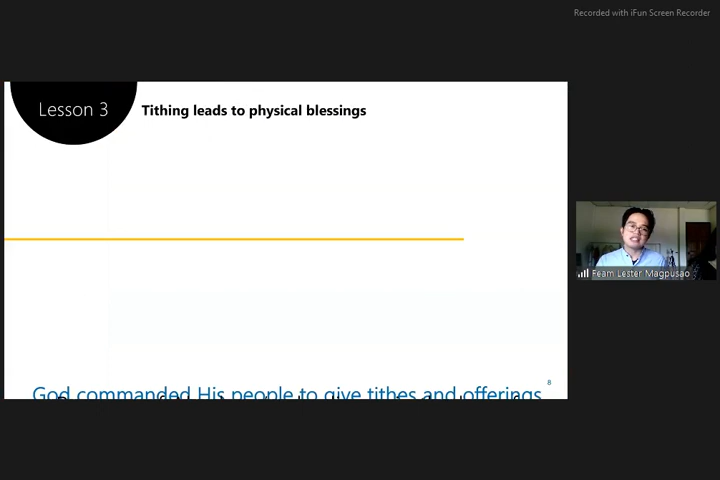 Recorded with iFun Screen Recorder
Lesson 3
Tithing leads to physical blessings
Feam Lester Magpusao
8
God commanded His people to give tithes and offerings